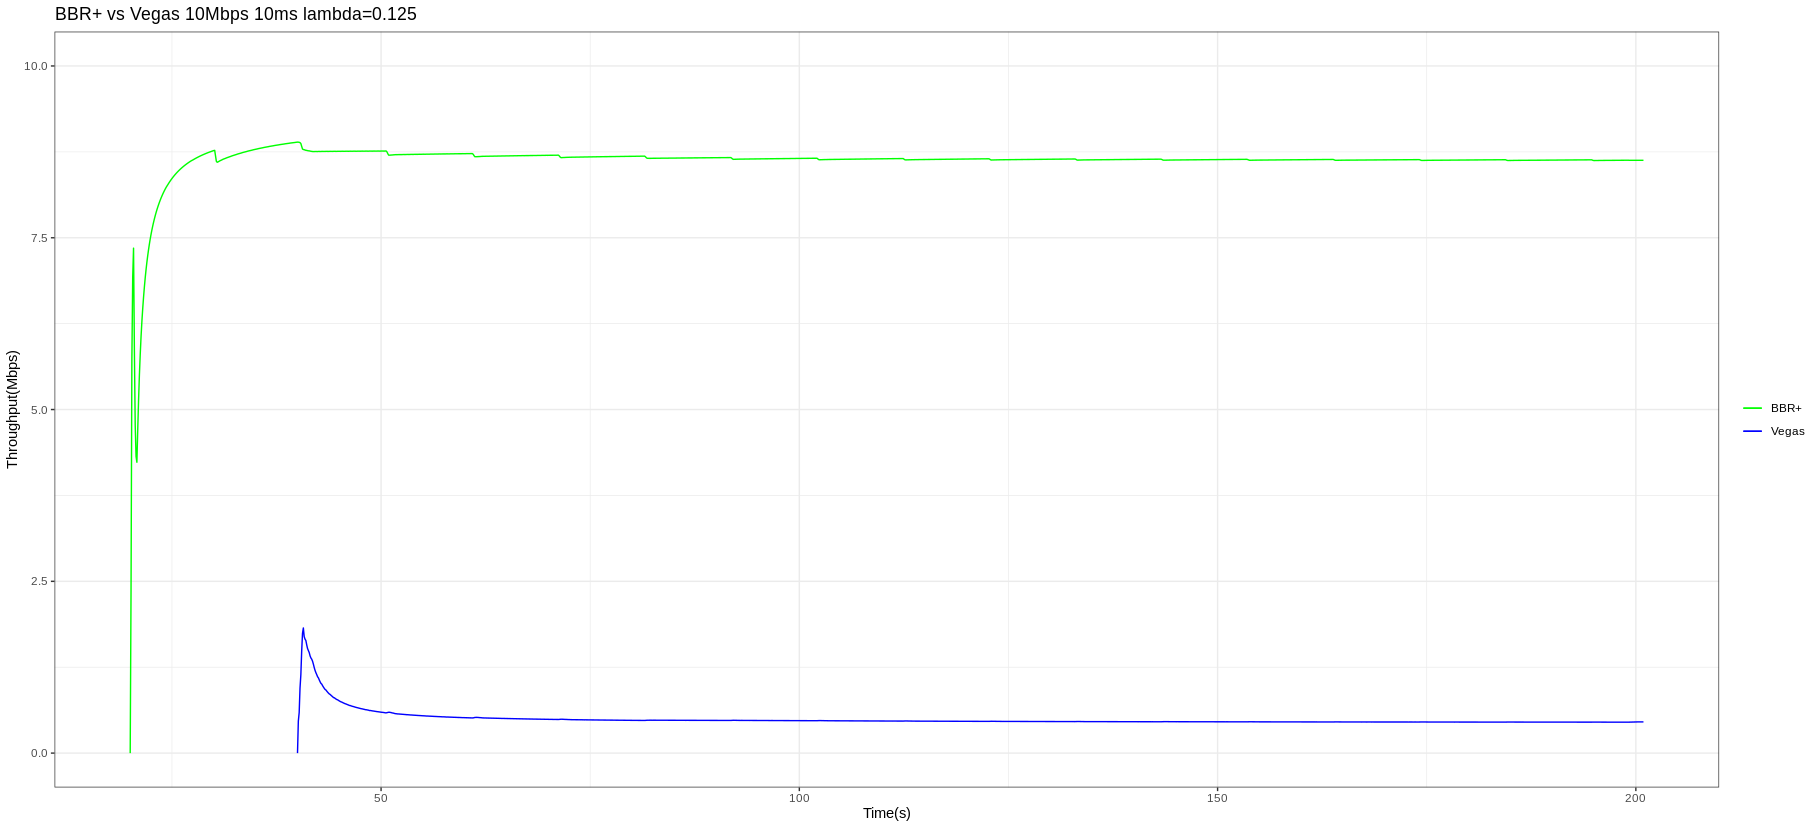 BBR+ vs Vegas 10Mbps 10ms lambda=0.125
Throughput(Mbps)
10.0
7.5
5.0
2.5
0.0
50
100
150
200
Time(s)
BBR+
Vegas